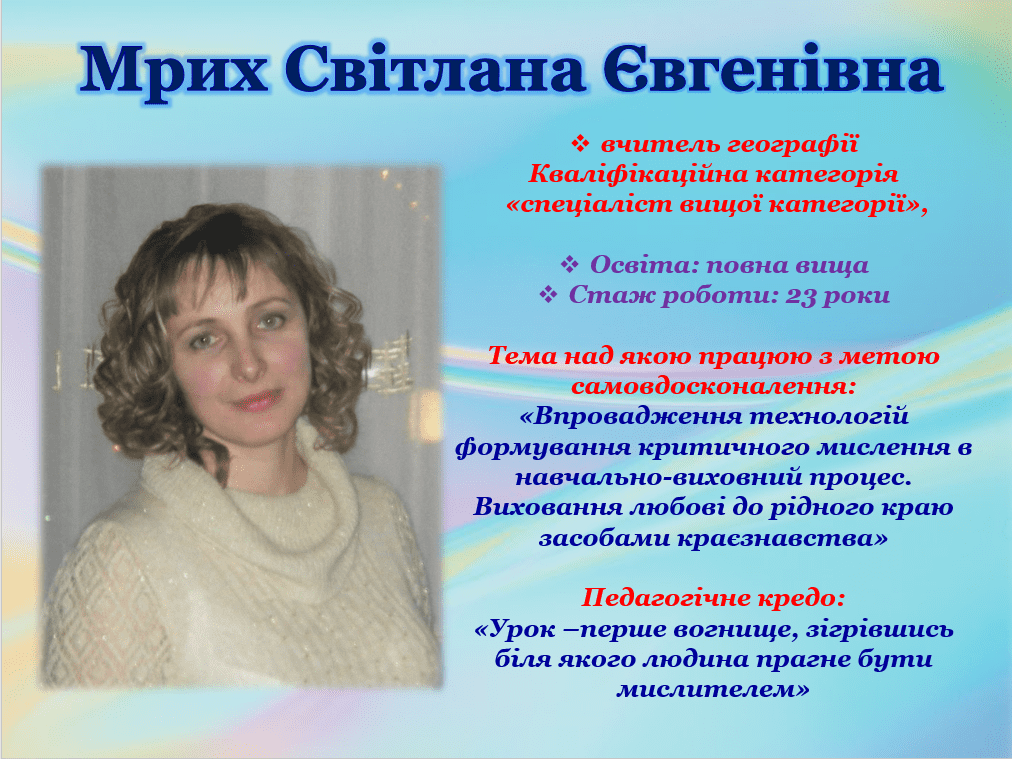 Мрих Світлана Євгенівна
❖ вчитель географії
Кваліфікаційна категорія
«спеціаліст вищої категорії»,
❖ Освіта: повна вища
❖ Стаж роботи: 23 роки
Тема над якою працюю з метою
самовдосконалення:
«Впровадження технологій
формування критичного мислення в
навчально-виховний процес.
Виховання любові до рідного краю
засобами краєзнавства»
Педагогічне кредо:
«Урок –перше вогнище, зігрівшись
біля якого людина прагне бути
мислителем»